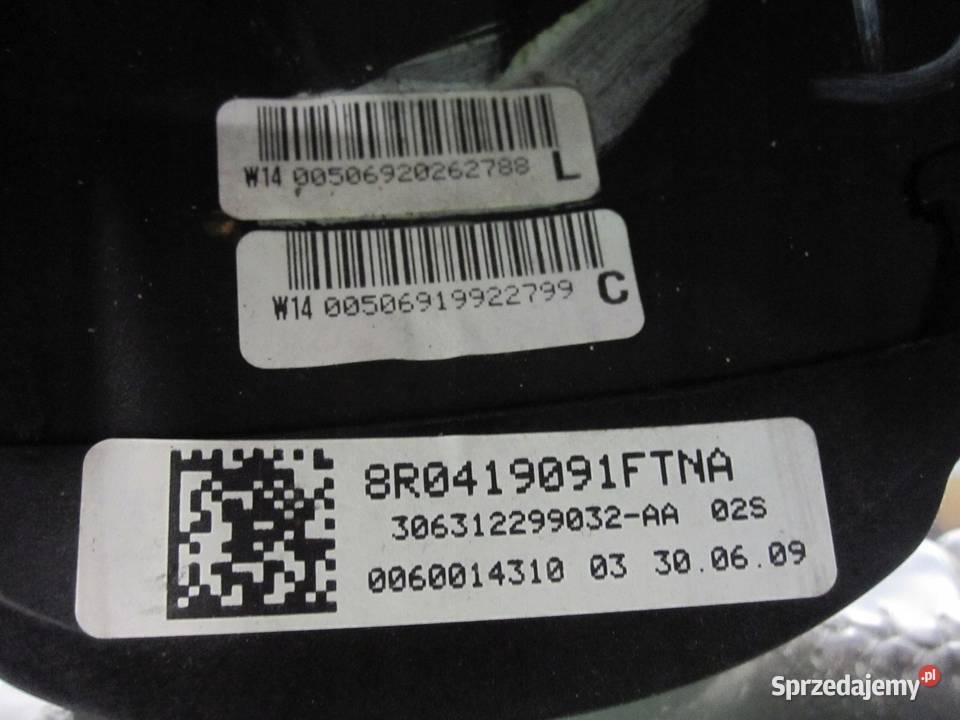 W14 00506920262788 L
W14 00506919922799 C
8R0419091FTNA
306312299032-AA 02S
0060014310 03 30.06.09
Sprzedajemy.pl